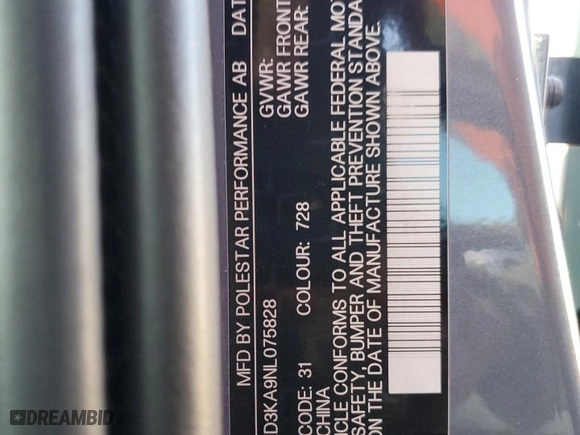 MFD BY POLESTAR PERFORMANCE AB DAT
GVWR:
GAWR FRONT
GAWR REAR:
D3KA9NL075828
CODE: 31 COLOUR: 728
CHINA
ICLE CONFORMS TO ALL APPLICABLE FEDERAL MOT
SAFETY, BUMPER AND THEFT PREVENTION STANDA
ON THE DATE OF MANUFACTURE SHOWN ABOVE.
DREAMBID